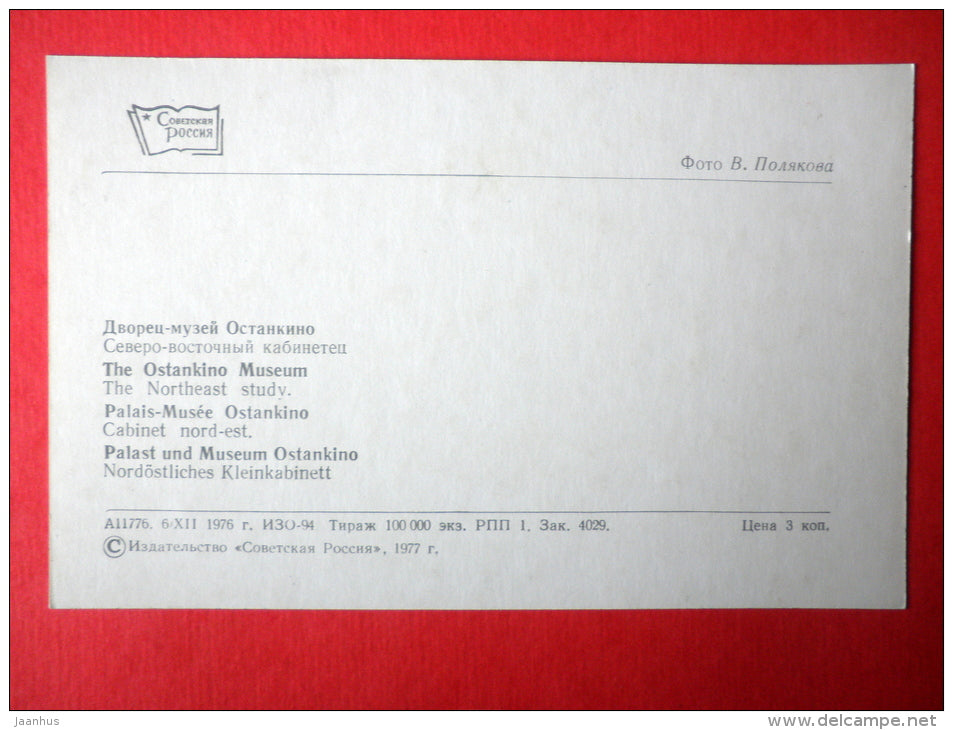 Советская
Россия
Фото В. Полякова
Дворец-музей Останкино
Северо-восточный кабинетец
The Ostankino Museum
The Northeast study.
Palais-Musée Ostankino
Cabinet nord-est.
Palast und Museum Ostankino
Nordöstliches Kleinkabinett
А11776. 6/XII 1976 г. ИЗО-94 Тираж 100 000 экз. РПП 1. Зак. 4029. Цена 3 коп.
© Издательство «Советская Россия», 1977 г.
Jaanhus
www.delcampe.net